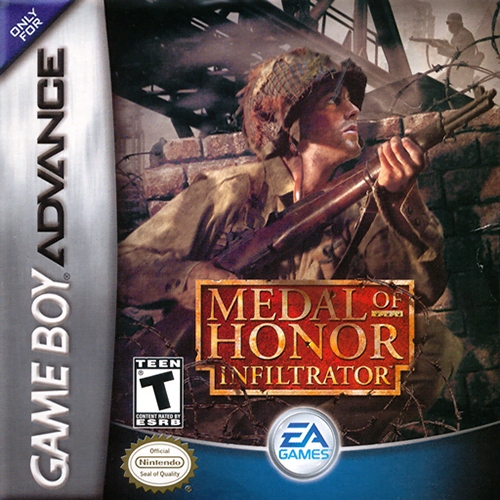 ONLY
FOR
GAME BOY ADVANCE
MEDAL OF
HONOR
INFILTRATOR
TEEN
T
CONTENT RATED BY
ESRB
Official
Nintendo
Seal of Quality
EA
GAMES